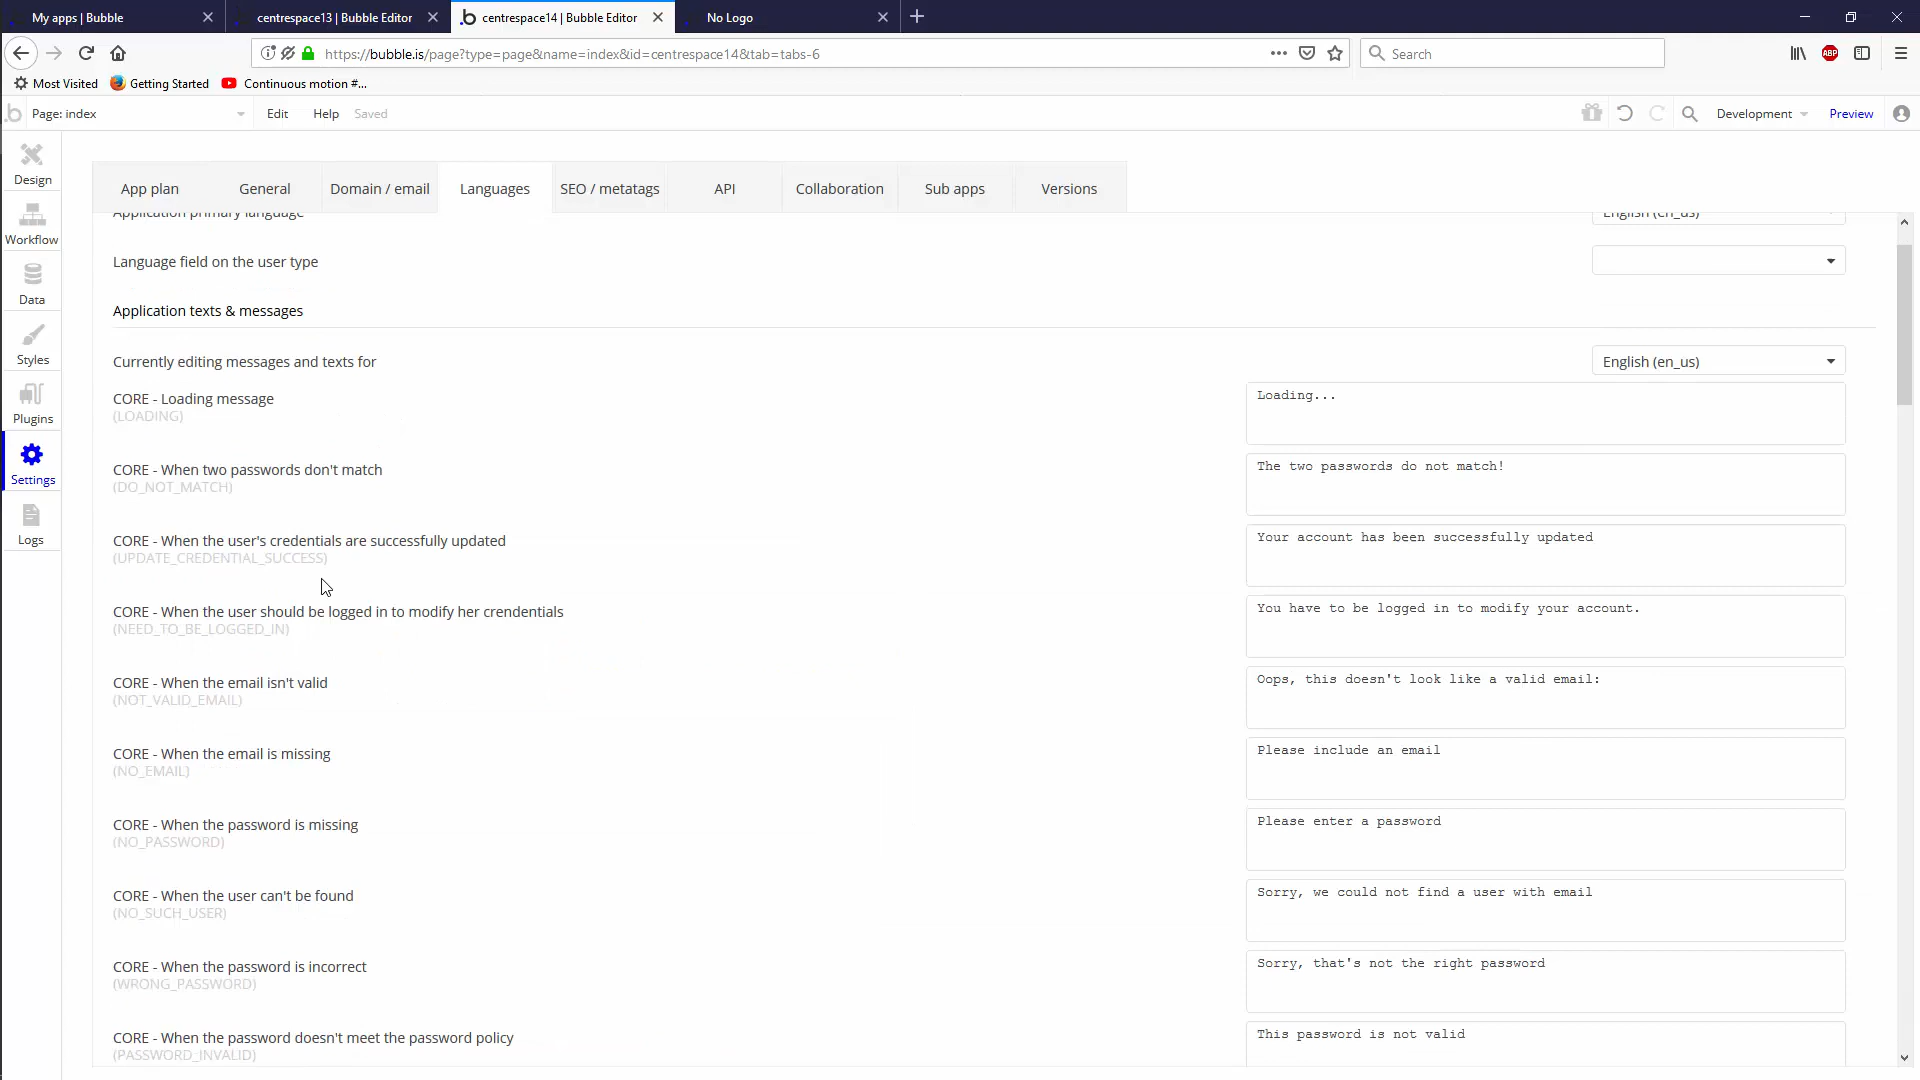 My apps | Bubble
centrespace13 | Bubble Editor
centrespace14 | Bubble Editor
No Logo
https://bubble.is/page?type=page&name=index&id=centrespace14&tab=tabs-6
Search
ABP
Most Visited
Getting Started
Continuous motion #...
b
Page: index
Edit
Help
Saved
Development
Preview
Design
Workflow
Data
Styles
Plugins
Settings
Logs
App plan
General
Domain / email
Languages
SEO / metatags
API
Collaboration
Sub apps
Versions
Application primary language
English (en_us)
Language field on the user type
Application texts & messages
Currently editing messages and texts for
English (en_us)
CORE - Loading message
(LOADING)
Loading...
CORE - When two passwords don't match
(DO_NOT_MATCH)
The two passwords do not match!
CORE - When the user's credentials are successfully updated
(UPDATE_CREDENTIAL_SUCCESS)
Your account has been successfully updated
CORE - When the user should be logged in to modify her crendentials
(NEED_TO_BE_LOGGED_IN)
You have to be logged in to modify your account.
CORE - When the email isn't valid
(NOT_VALID_EMAIL)
Oops, this doesn't look like a valid email:
CORE - When the email is missing
(NO_EMAIL)
Please include an email
CORE - When the password is missing
(NO_PASSWORD)
Please enter a password
CORE - When the user can't be found
(NO_SUCH_USER)
Sorry, we could not find a user with email
CORE - When the password is incorrect
(WRONG_PASSWORD)
Sorry, that's not the right password
CORE - When the password doesn't meet the password policy
(PASSWORD_INVALID)
This password is not valid